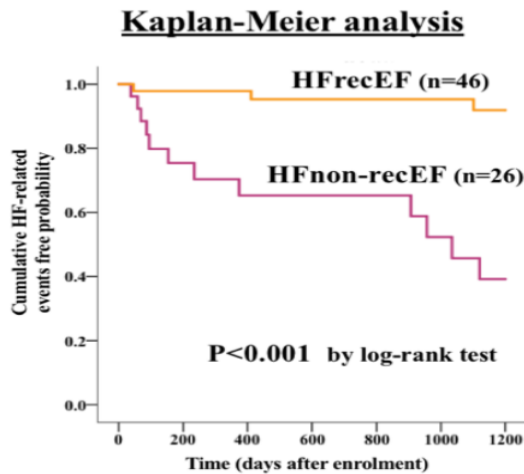 Kaplan-Meier analysis
HFrecEF (n=46)
HFnon-recEF (n=26)
P<0.001 by log-rank test
Cumulative HF-related
events free probability
1.0
0.8
0.6
0.4
0.2
0.0
0 200 400 600 800 1000 1200
Time (days after enrolment)